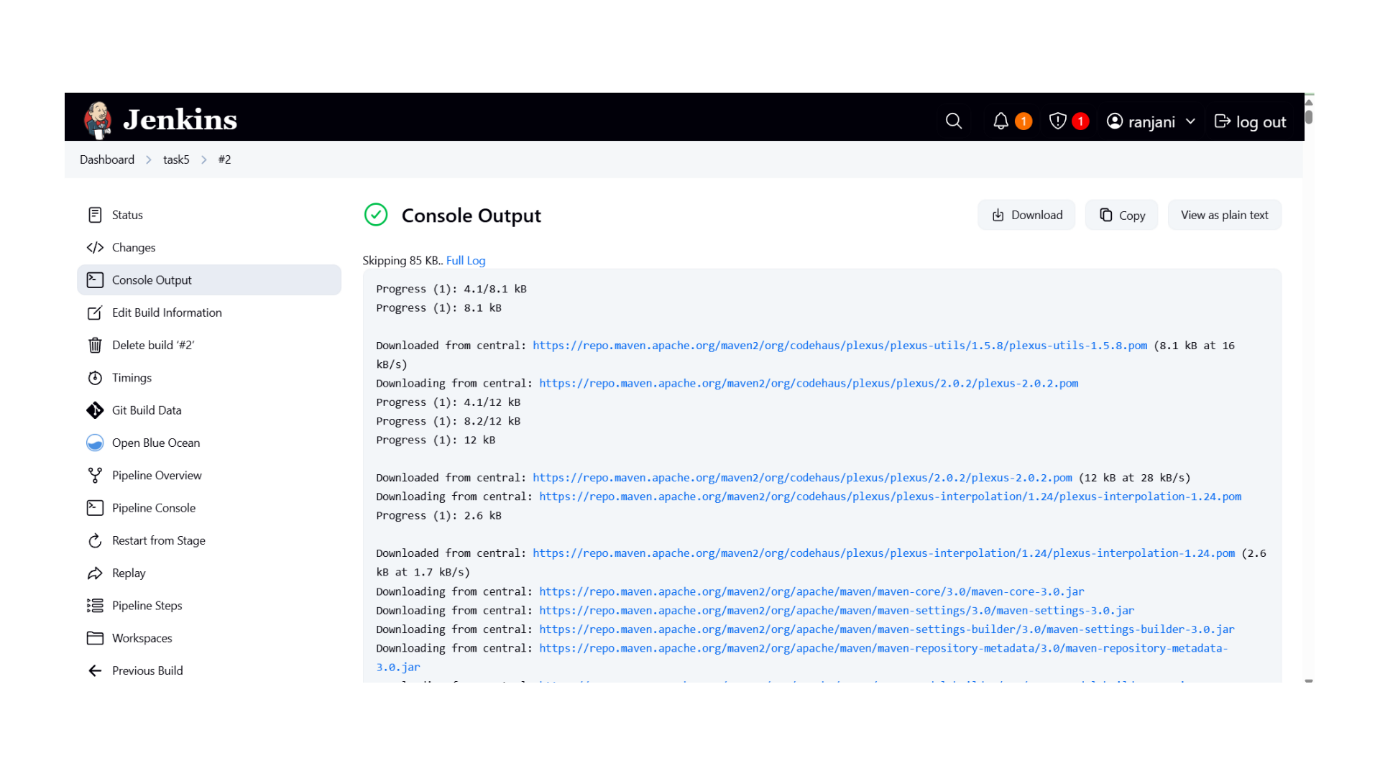 Jenkins
1
1
ranjani
log out
Dashboard > task5 > #2
Status
Changes
Console Output
Edit Build Information
Delete build '#2'
Timings
Git Build Data
Open Blue Ocean
Pipeline Overview
Pipeline Console
Restart from Stage
Replay
Pipeline Steps
Workspaces
Previous Build
Console Output
Download
Copy
View as plain text
Skipping 85 KB.. Full Log
Progress (1): 4.1/8.1 kB
Progress (1): 8.1 kB
Downloaded from central: https://repo.maven.apache.org/maven2/org/codehaus/plexus/plexus-utils/1.5.8/plexus-utils-1.5.8.pom (8.1 kB at 16
kB/s)
Downloading from central: https://repo.maven.apache.org/maven2/org/codehaus/plexus/plexus/2.0.2/plexus-2.0.2.pom
Progress (1): 4.1/12 kB
Progress (1): 8.2/12 kB
Progress (1): 12 kB
Downloaded from central: https://repo.maven.apache.org/maven2/org/codehaus/plexus/plexus/2.0.2/plexus-2.0.2.pom (12 kB at 28 kB/s)
Downloading from central: https://repo.maven.apache.org/maven2/org/codehaus/plexus/plexus-interpolation/1.24/plexus-interpolation-1.24.pom
Progress (1): 2.6 kB
Downloaded from central: https://repo.maven.apache.org/maven2/org/codehaus/plexus/plexus-interpolation/1.24/plexus-interpolation-1.24.pom (2.6
kB at 1.7 kB/s)
Downloading from central: https://repo.maven.apache.org/maven2/org/apache/maven/maven-core/3.0/maven-core-3.0.jar
Downloading from central: https://repo.maven.apache.org/maven2/org/apache/maven/maven-settings/3.0/maven-settings-3.0.jar
Downloading from central: https://repo.maven.apache.org/maven2/org/apache/maven/maven-settings-builder/3.0/maven-settings-builder-3.0.jar
Downloading from central: https://repo.maven.apache.org/maven2/org/apache/maven/maven-repository-metadata/3.0/maven-repository-metadata-
3.0.jar